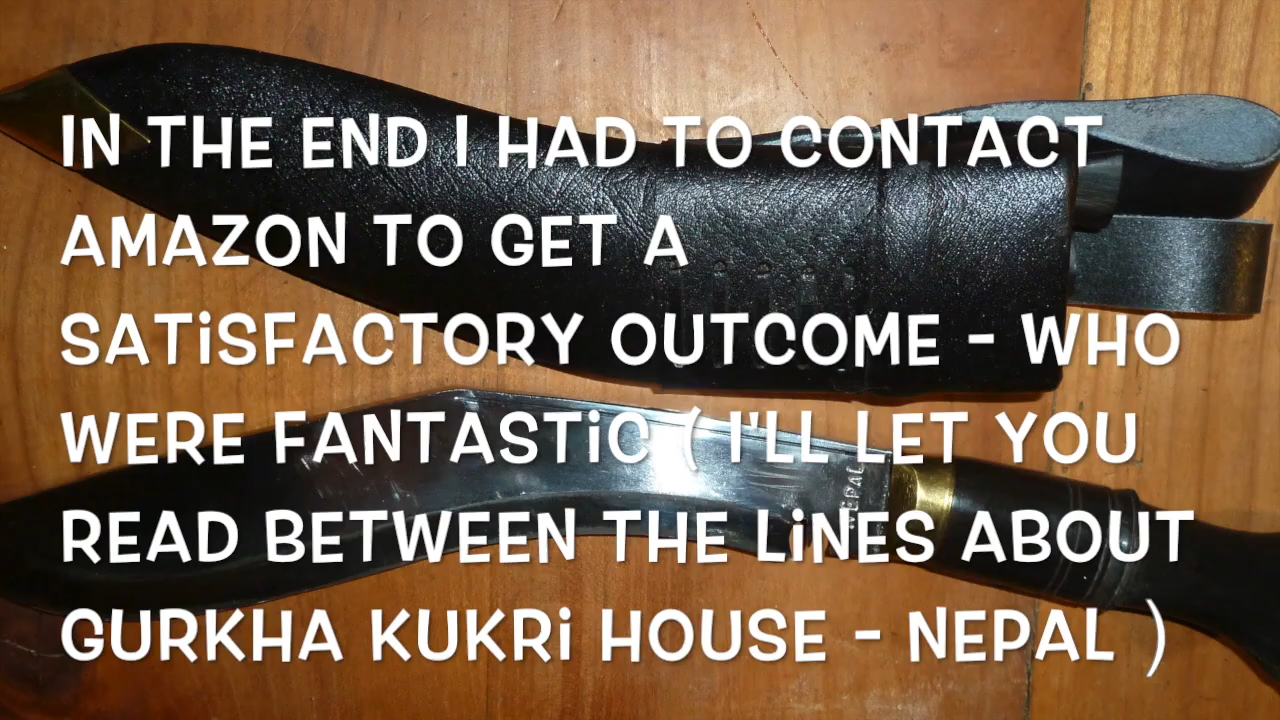 IN THE END I HAD TO CONTACT
AMAZON TO GET A
SATiSFACTORY OUTCOME - WHO
WERE FANTASTiC ( I'LL LET YOU
READ BETWEEN THE LiNES ABOUT
GURKHA KUKRi HOUSE - NEPAL )
NEPAL